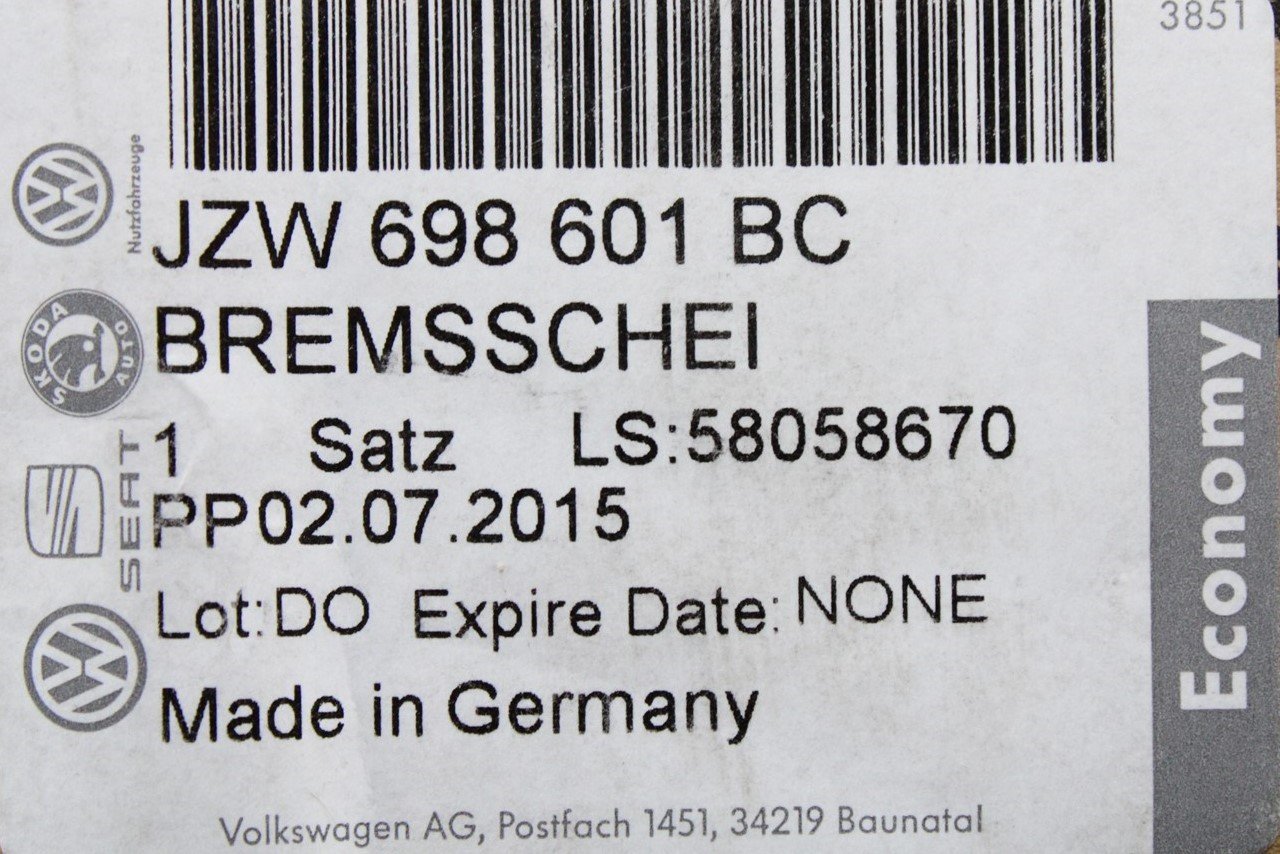 3851
JZW 698 601 BC
BREMSSCHEI
1 Satz LS:58058670
PP02.07.2015
Lot:DO Expire Date: NONE
Made in Germany
Volkswagen AG, Postfach 1451, 34219 Baunatal
Economy
Nutzfahrzeuge
SKODA AUTO
SEAT